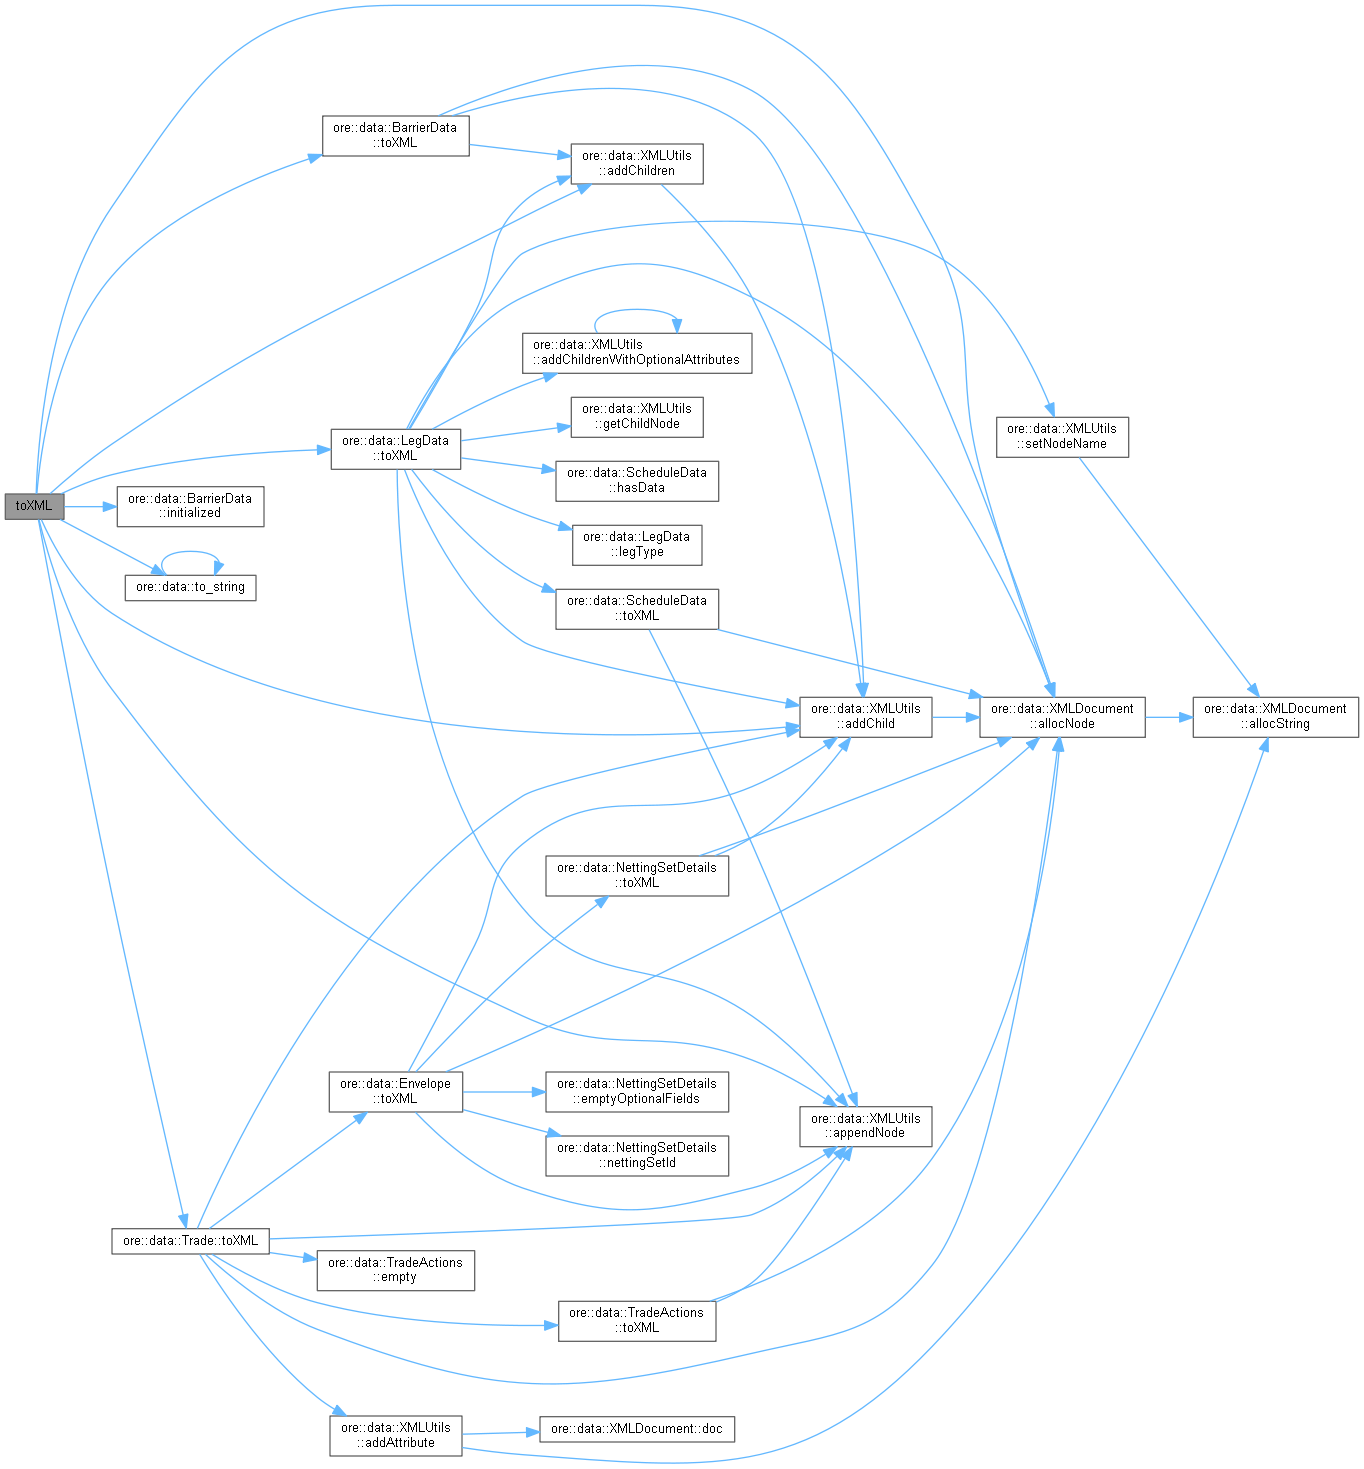 ore::data::BarrierData
::toXML
ore::data::XMLUtils
::addChildren
ore::data::XMLUtils
::addChildrenWithOptionalAttributes
ore::data::XMLUtils
::getChildNode
ore::data::XMLUtils
::setNodeName
ore::data::LegData
::toXML
ore::data::ScheduleData
::hasData
toXML
ore::data::BarrierData
::initialized
ore::data::LegData
::legType
ore::data::to_string
ore::data::ScheduleData
::toXML
ore::data::XMLUtils
::addChild
ore::data::XMLDocument
::allocNode
ore::data::XMLDocument
::allocString
ore::data::NettingSetDetails
::toXML
ore::data::Envelope
::toXML
ore::data::NettingSetDetails
::emptyOptionalFields
ore::data::XMLUtils
::appendNode
ore::data::NettingSetDetails
::nettingSetId
ore::data::Trade::toXML
ore::data::TradeActions
::empty
ore::data::TradeActions
::toXML
ore::data::XMLUtils
::addAttribute
ore::data::XMLDocument::doc